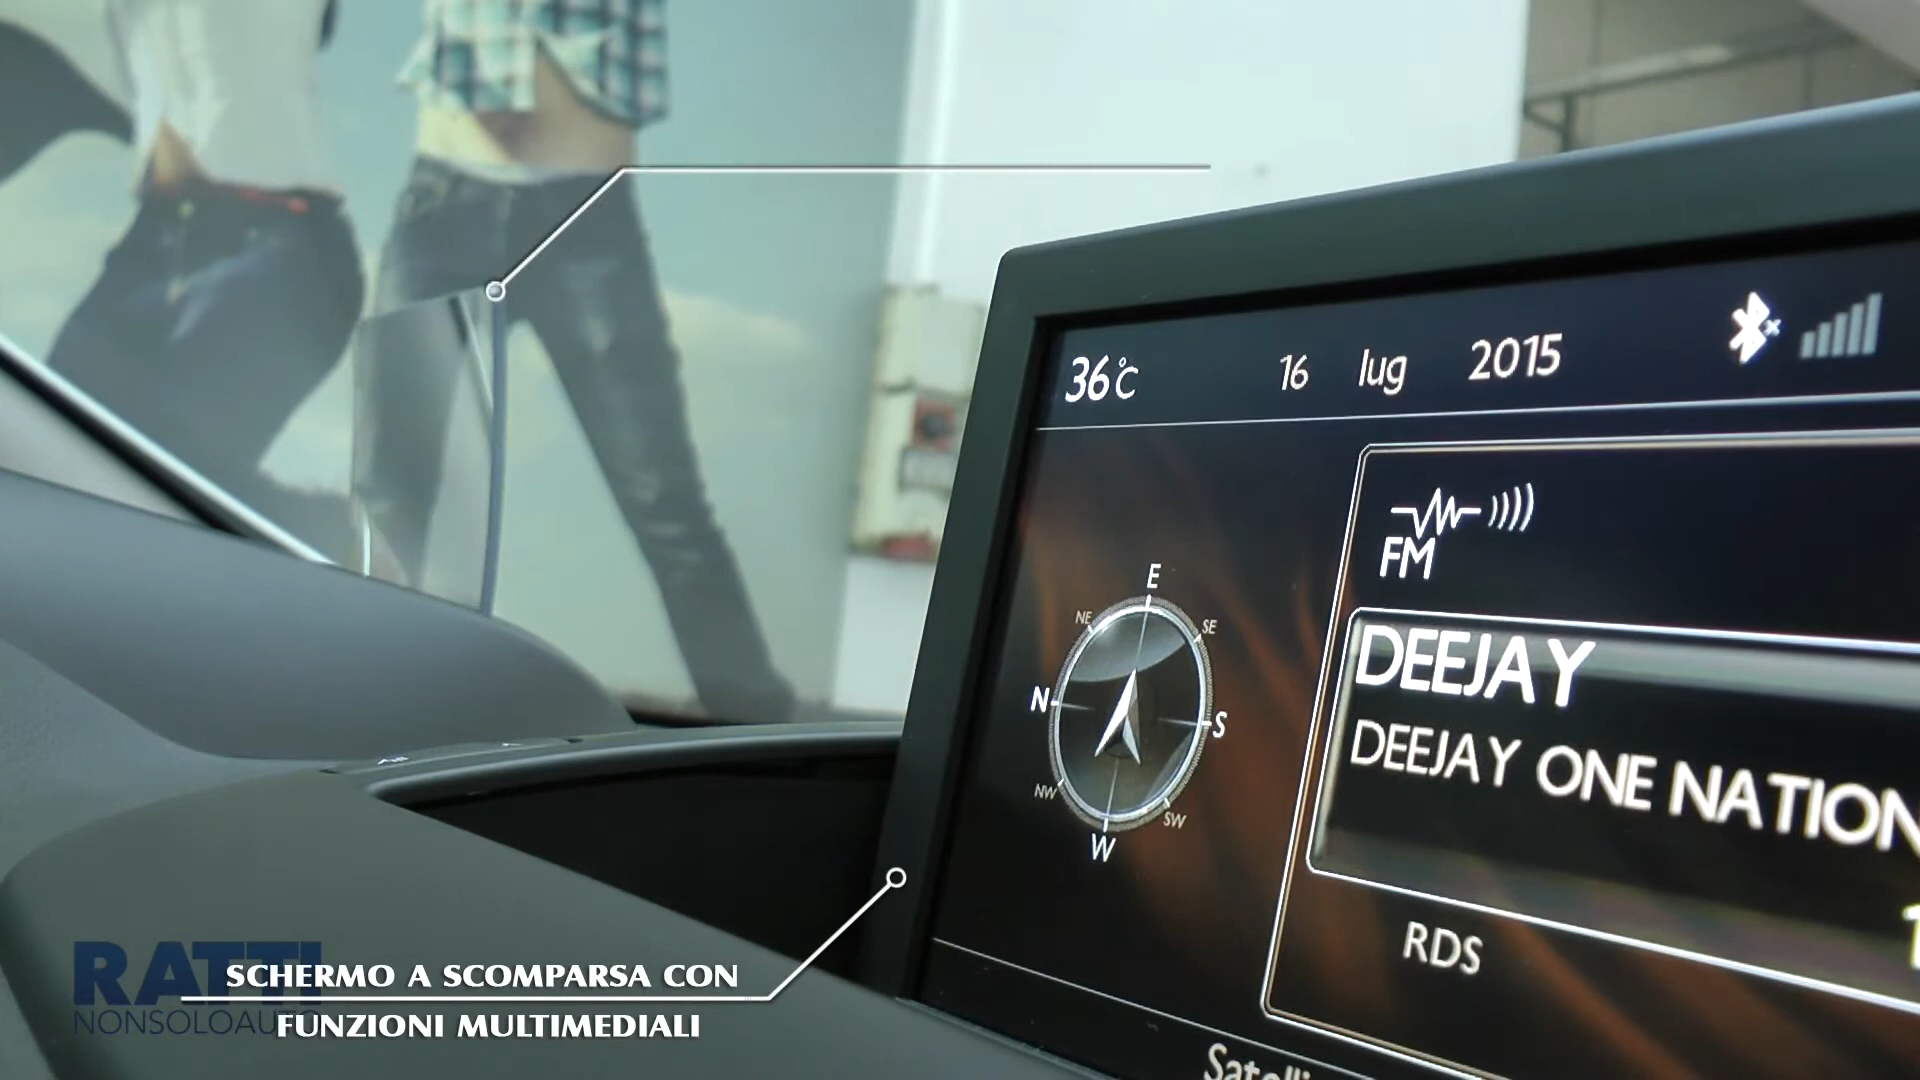 36°C 16 lug 2015
FM
E
NE SE
N S
NW SW
W
DEEJAY
DEEJAY ONE NATION
RDS
RATTI
NONSOLOAUTO
SCHERMO A SCOMPARSA CON
FUNZIONI MULTIMEDIALI